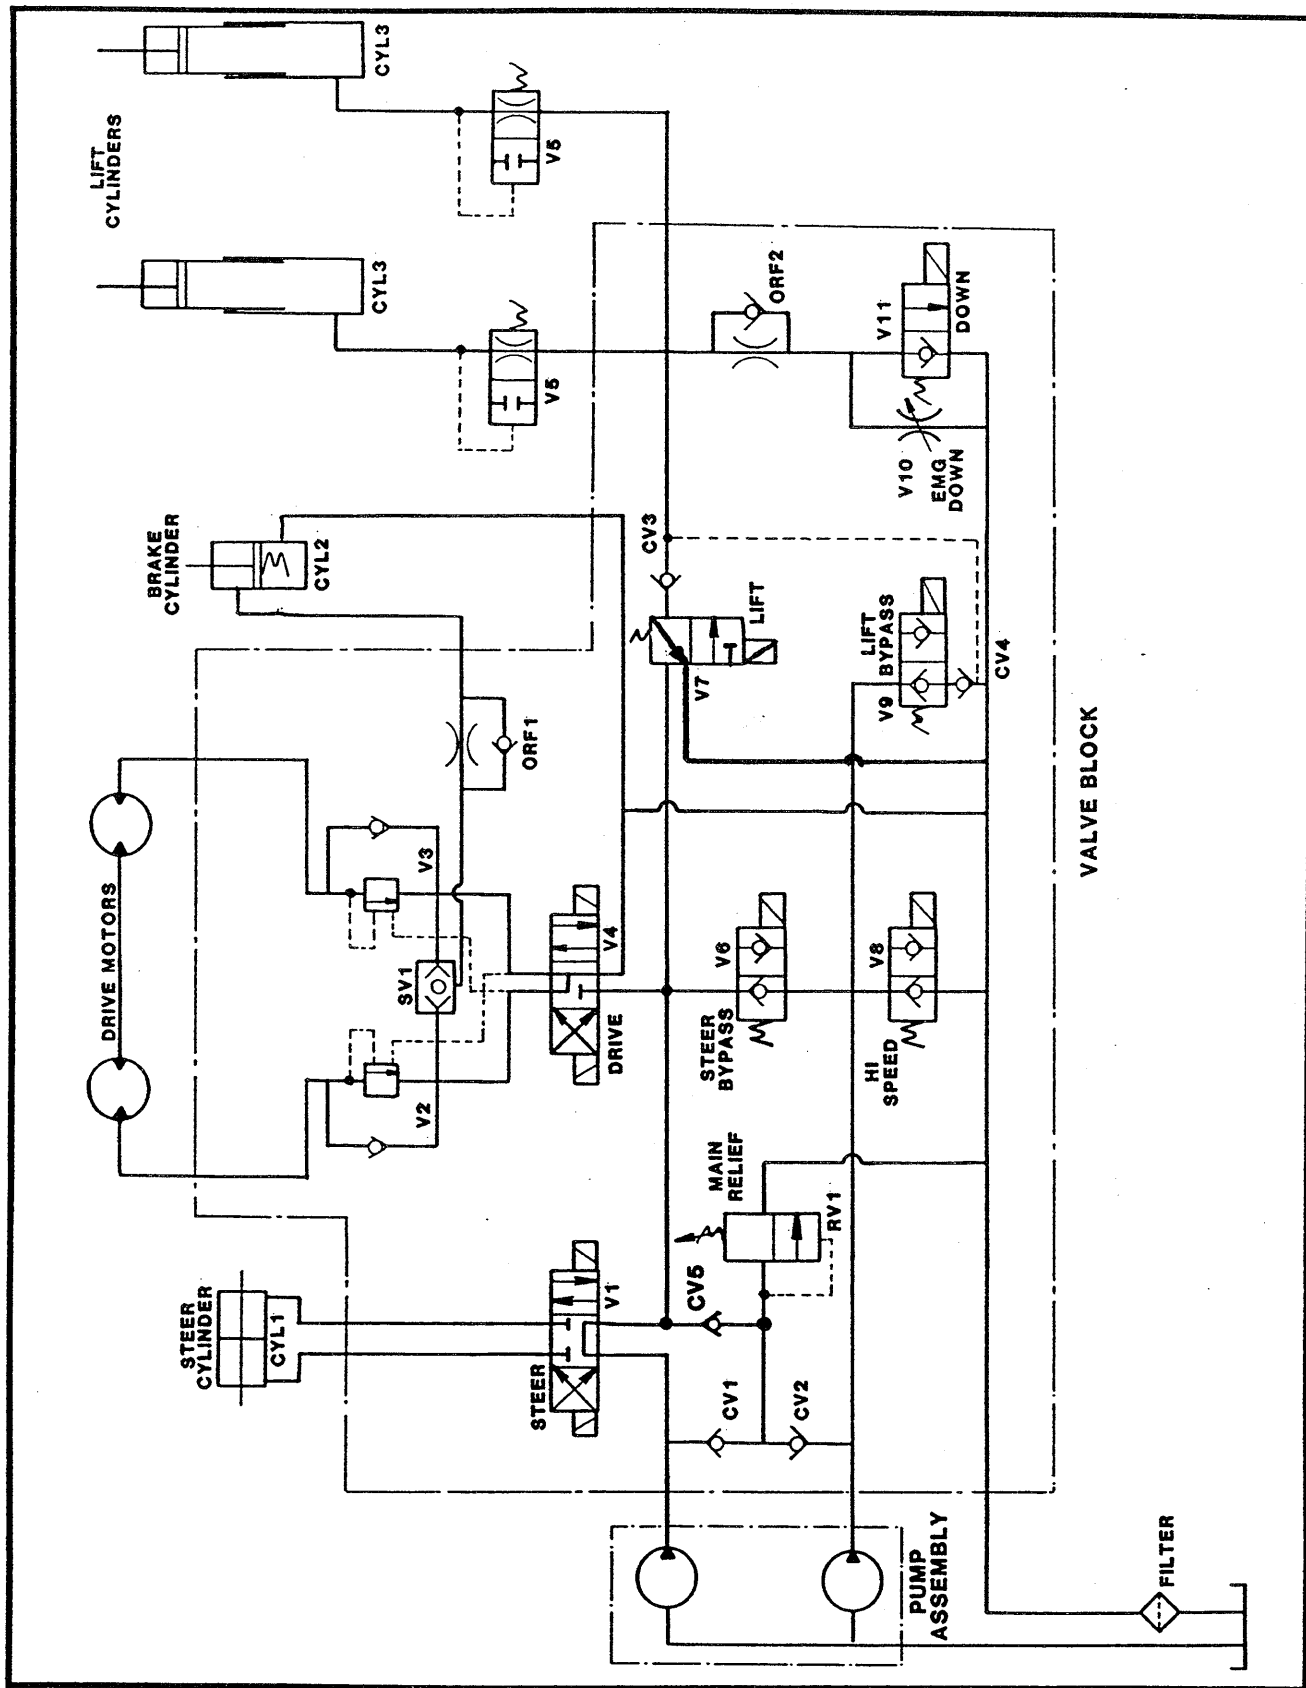 LIFT
CYLINDERS
CYL3
CYL3
V5
V5
BRAKE
CYLINDER
CYL2
DRIVE MOTORS
ORF1
ORF2
V11
DOWN
V10
EMG
DOWN
CV3
LIFT
V7
LIFT
BYPASS
V9
CV4
V3
SV1
V2
V4
DRIVE
V6
STEER
BYPASS
V8
HI
SPEED
VALVE BLOCK
STEER
CYLINDER
CYL1
V1
STEER
MAIN
RELIEF
RV1
CV5
CV1
CV2
PUMP
ASSEMBLY
FILTER